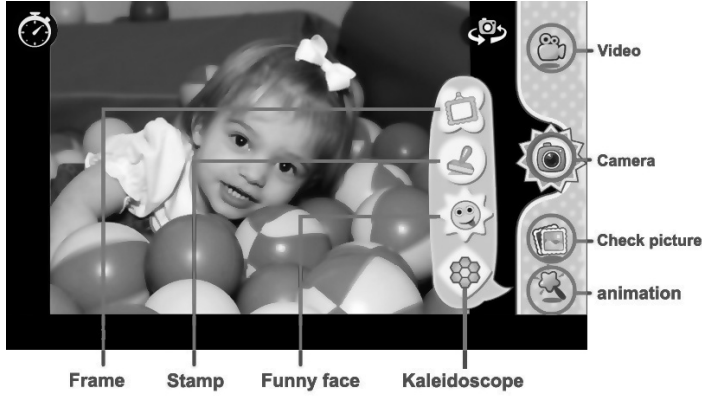 Video
Camera
Check picture
animation
Frame Stamp Funny face Kaleidoscope